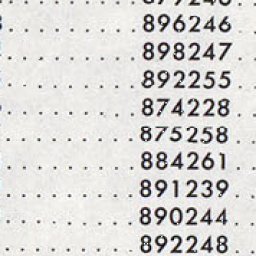 . . . . . . . . 896246 . .
. . . . . . . . 898247 . .
. . . . . . . . 892255 . .
. . . . . . . . 874228 . .
. . . . . . . . 875258 . .
. . . . . . . . 884261 . .
. . . . . . . . 891239 . .
. . . . . . . . 890244 . .
. . . . . . . . 892248 . .